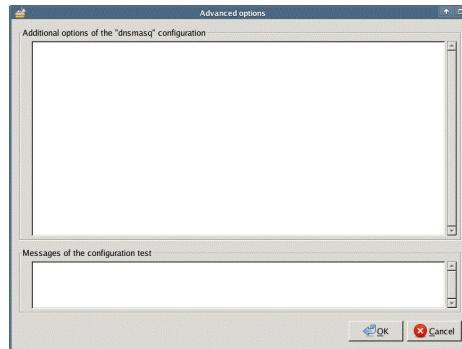 Advanced options
Additional options of the "dnsmasq" configuration
Messages of the configuration test
OK
Cancel